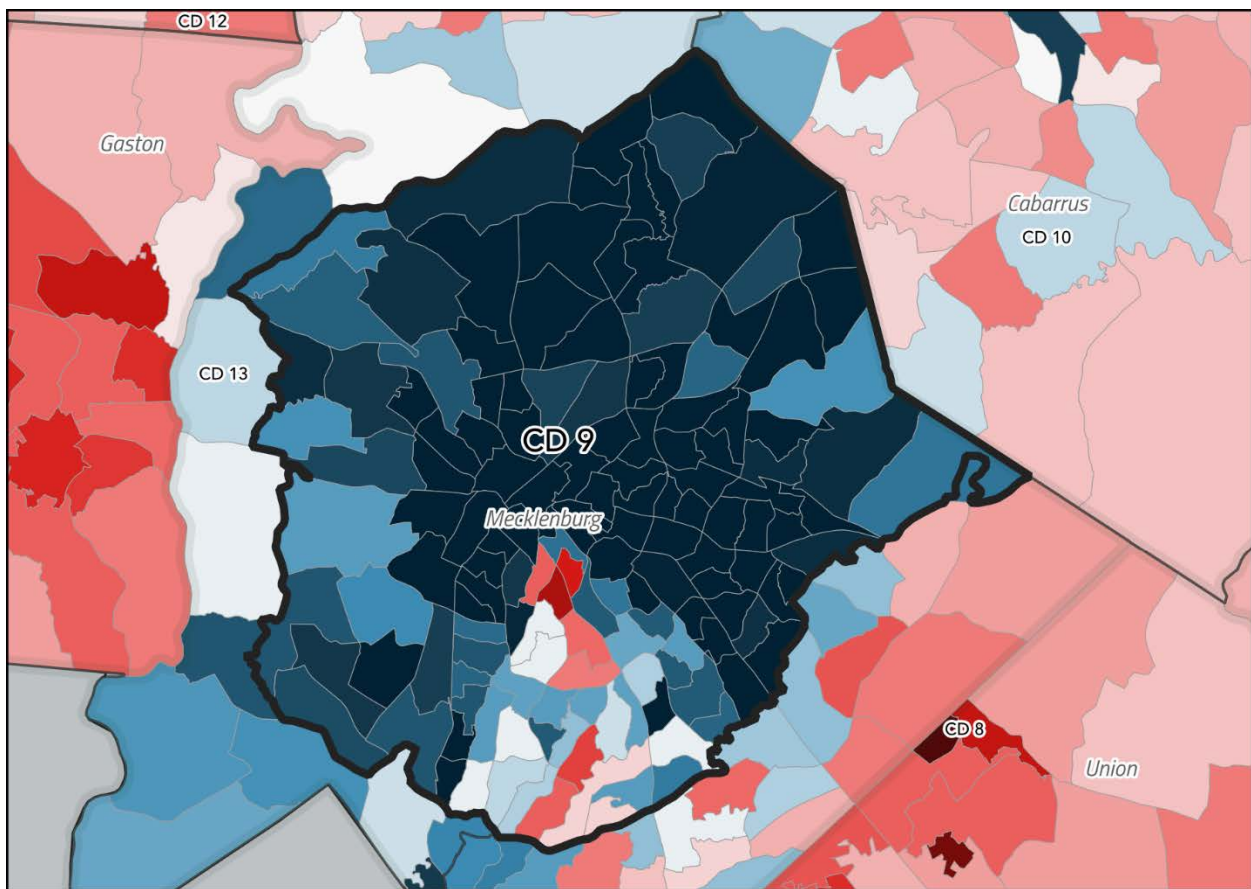 CD 12
Gaston
Cabarrus
CD 10
CD 13
CD 9
Mecklenburg
CD 8
Union